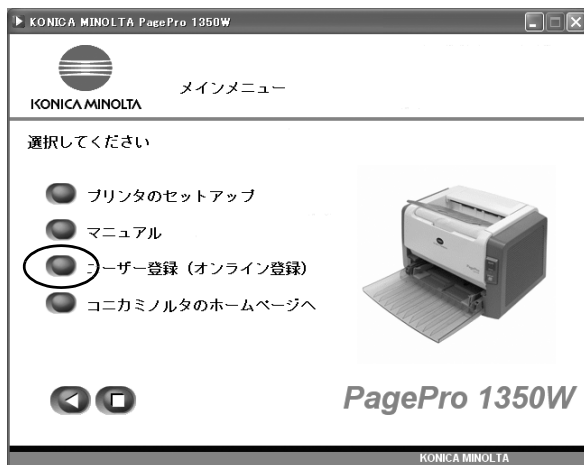 KONICA MINOLTA PagePro 1350W
KONICA MINOLTA
メインメニュー
選択してください
プリンタのセットアップ
マニュアル
ユーザー登録（オンライン登録）
コニカミノルタのホームページへ
PagePro 1350W
KONICA MINOLTA